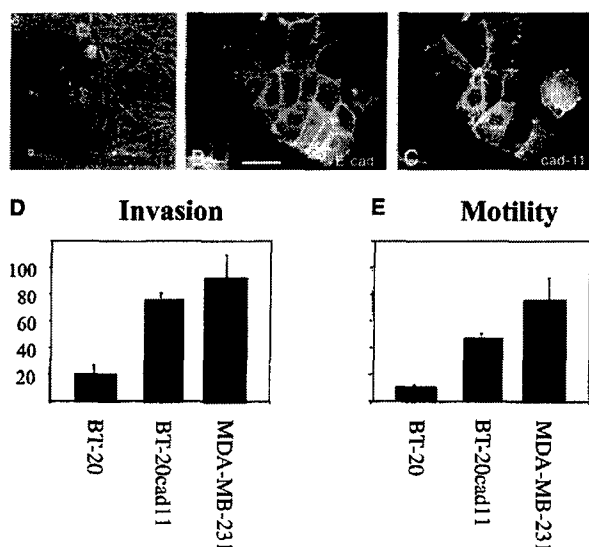 B
E cad
C
cad-11
D
Invasion
100
80
60
40
20
BT-20
BT-20cad11
MDA-MB-231
E
Motility
BT-20
BT-20cad11
MDA-MB-231